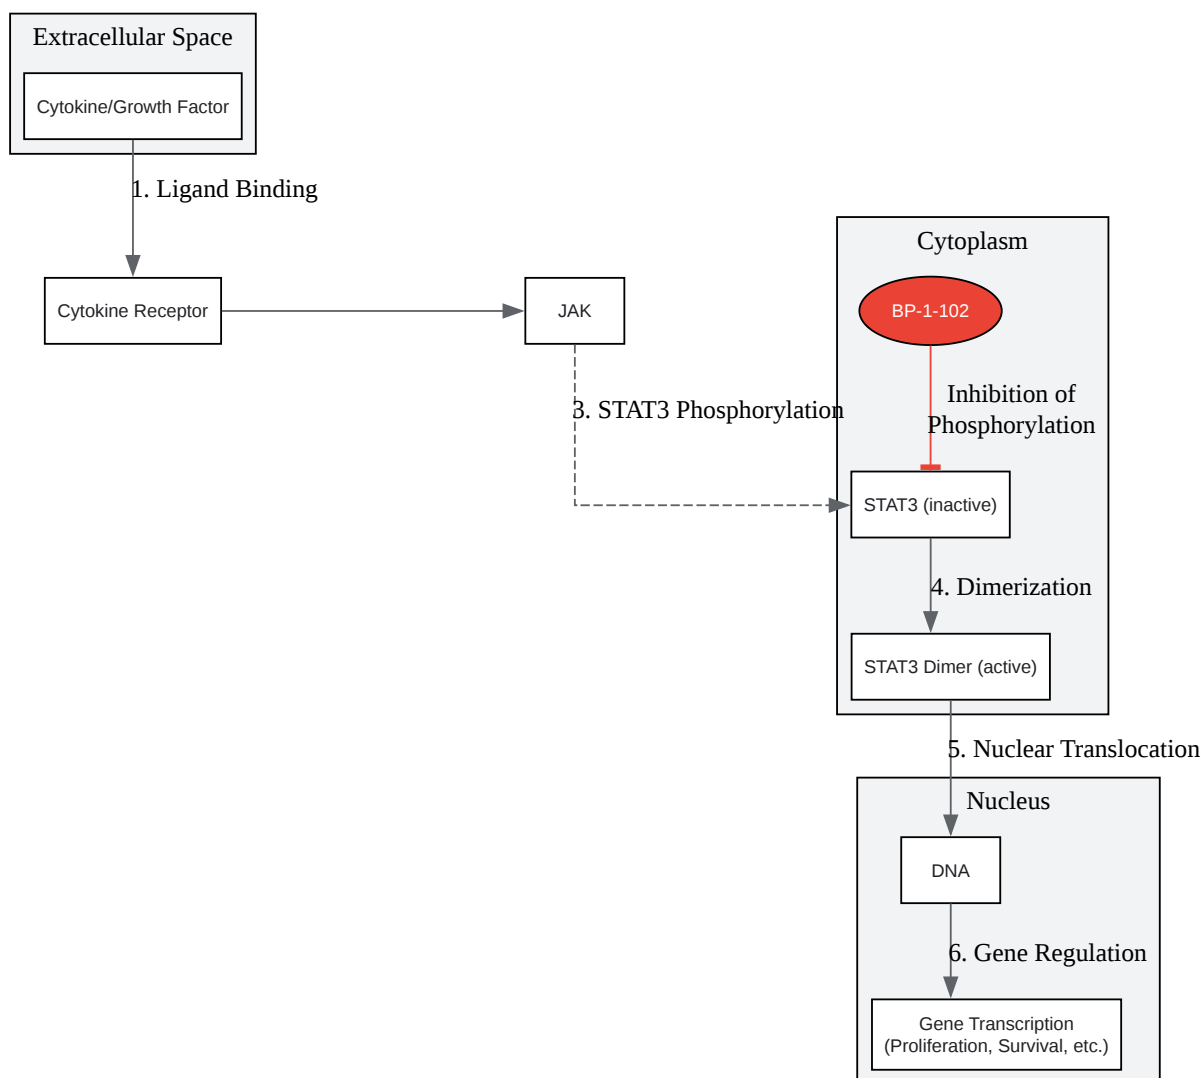 Extracellular Space
Cytokine/Growth Factor
1. Ligand Binding
Cytokine Receptor
JAK
Cytoplasm
BP-1-102
3. STAT3 Phosphorylation
Inhibition of
Phosphorylation
STAT3 (inactive)
4. Dimerization
STAT3 Dimer (active)
5. Nuclear Translocation
Nucleus
DNA
6. Gene Regulation
Gene Transcription
(Proliferation, Survival, etc.)